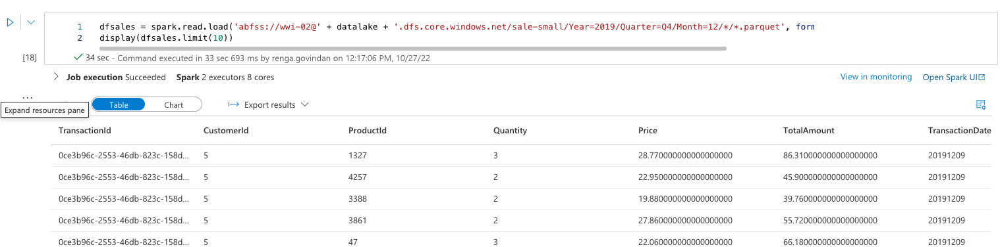 1 dfsales = spark.read.load('abfss://wwi-02@' + datalake + '.dfs.core.windows.net/sale-small/Year=2019/Quarter=Q4/Month=12/*/*.parquet', form
2 display(dfsales.limit(10))
[18] 34 sec - Command executed in 33 sec 693 ms by renga.govindan on 12:17:06 PM, 10/27/22
Job execution Succeeded Spark 2 executors 8 cores View in monitoring Open Spark UI
...
Table Chart Export results
Expand resources pane
TransactionId CustomerId ProductId Quantity Price TotalAmount TransactionDate
0ce3b96c-2553-46db-823c-158d... 5 1327 3 28.770000000000000000 86.310000000000000000 20191209
0ce3b96c-2553-46db-823c-158d... 5 4257 2 22.950000000000000000 45.900000000000000000 20191209
0ce3b96c-2553-46db-823c-158d... 5 3388 2 19.880000000000000000 39.760000000000000000 20191209
0ce3b96c-2553-46db-823c-158d... 5 3861 2 27.860000000000000000 55.720000000000000000 20191209
0ce3b96c-2553-46db-823c-158d... 5 47 3 22.060000000000000000 66.180000000000000000 20191209